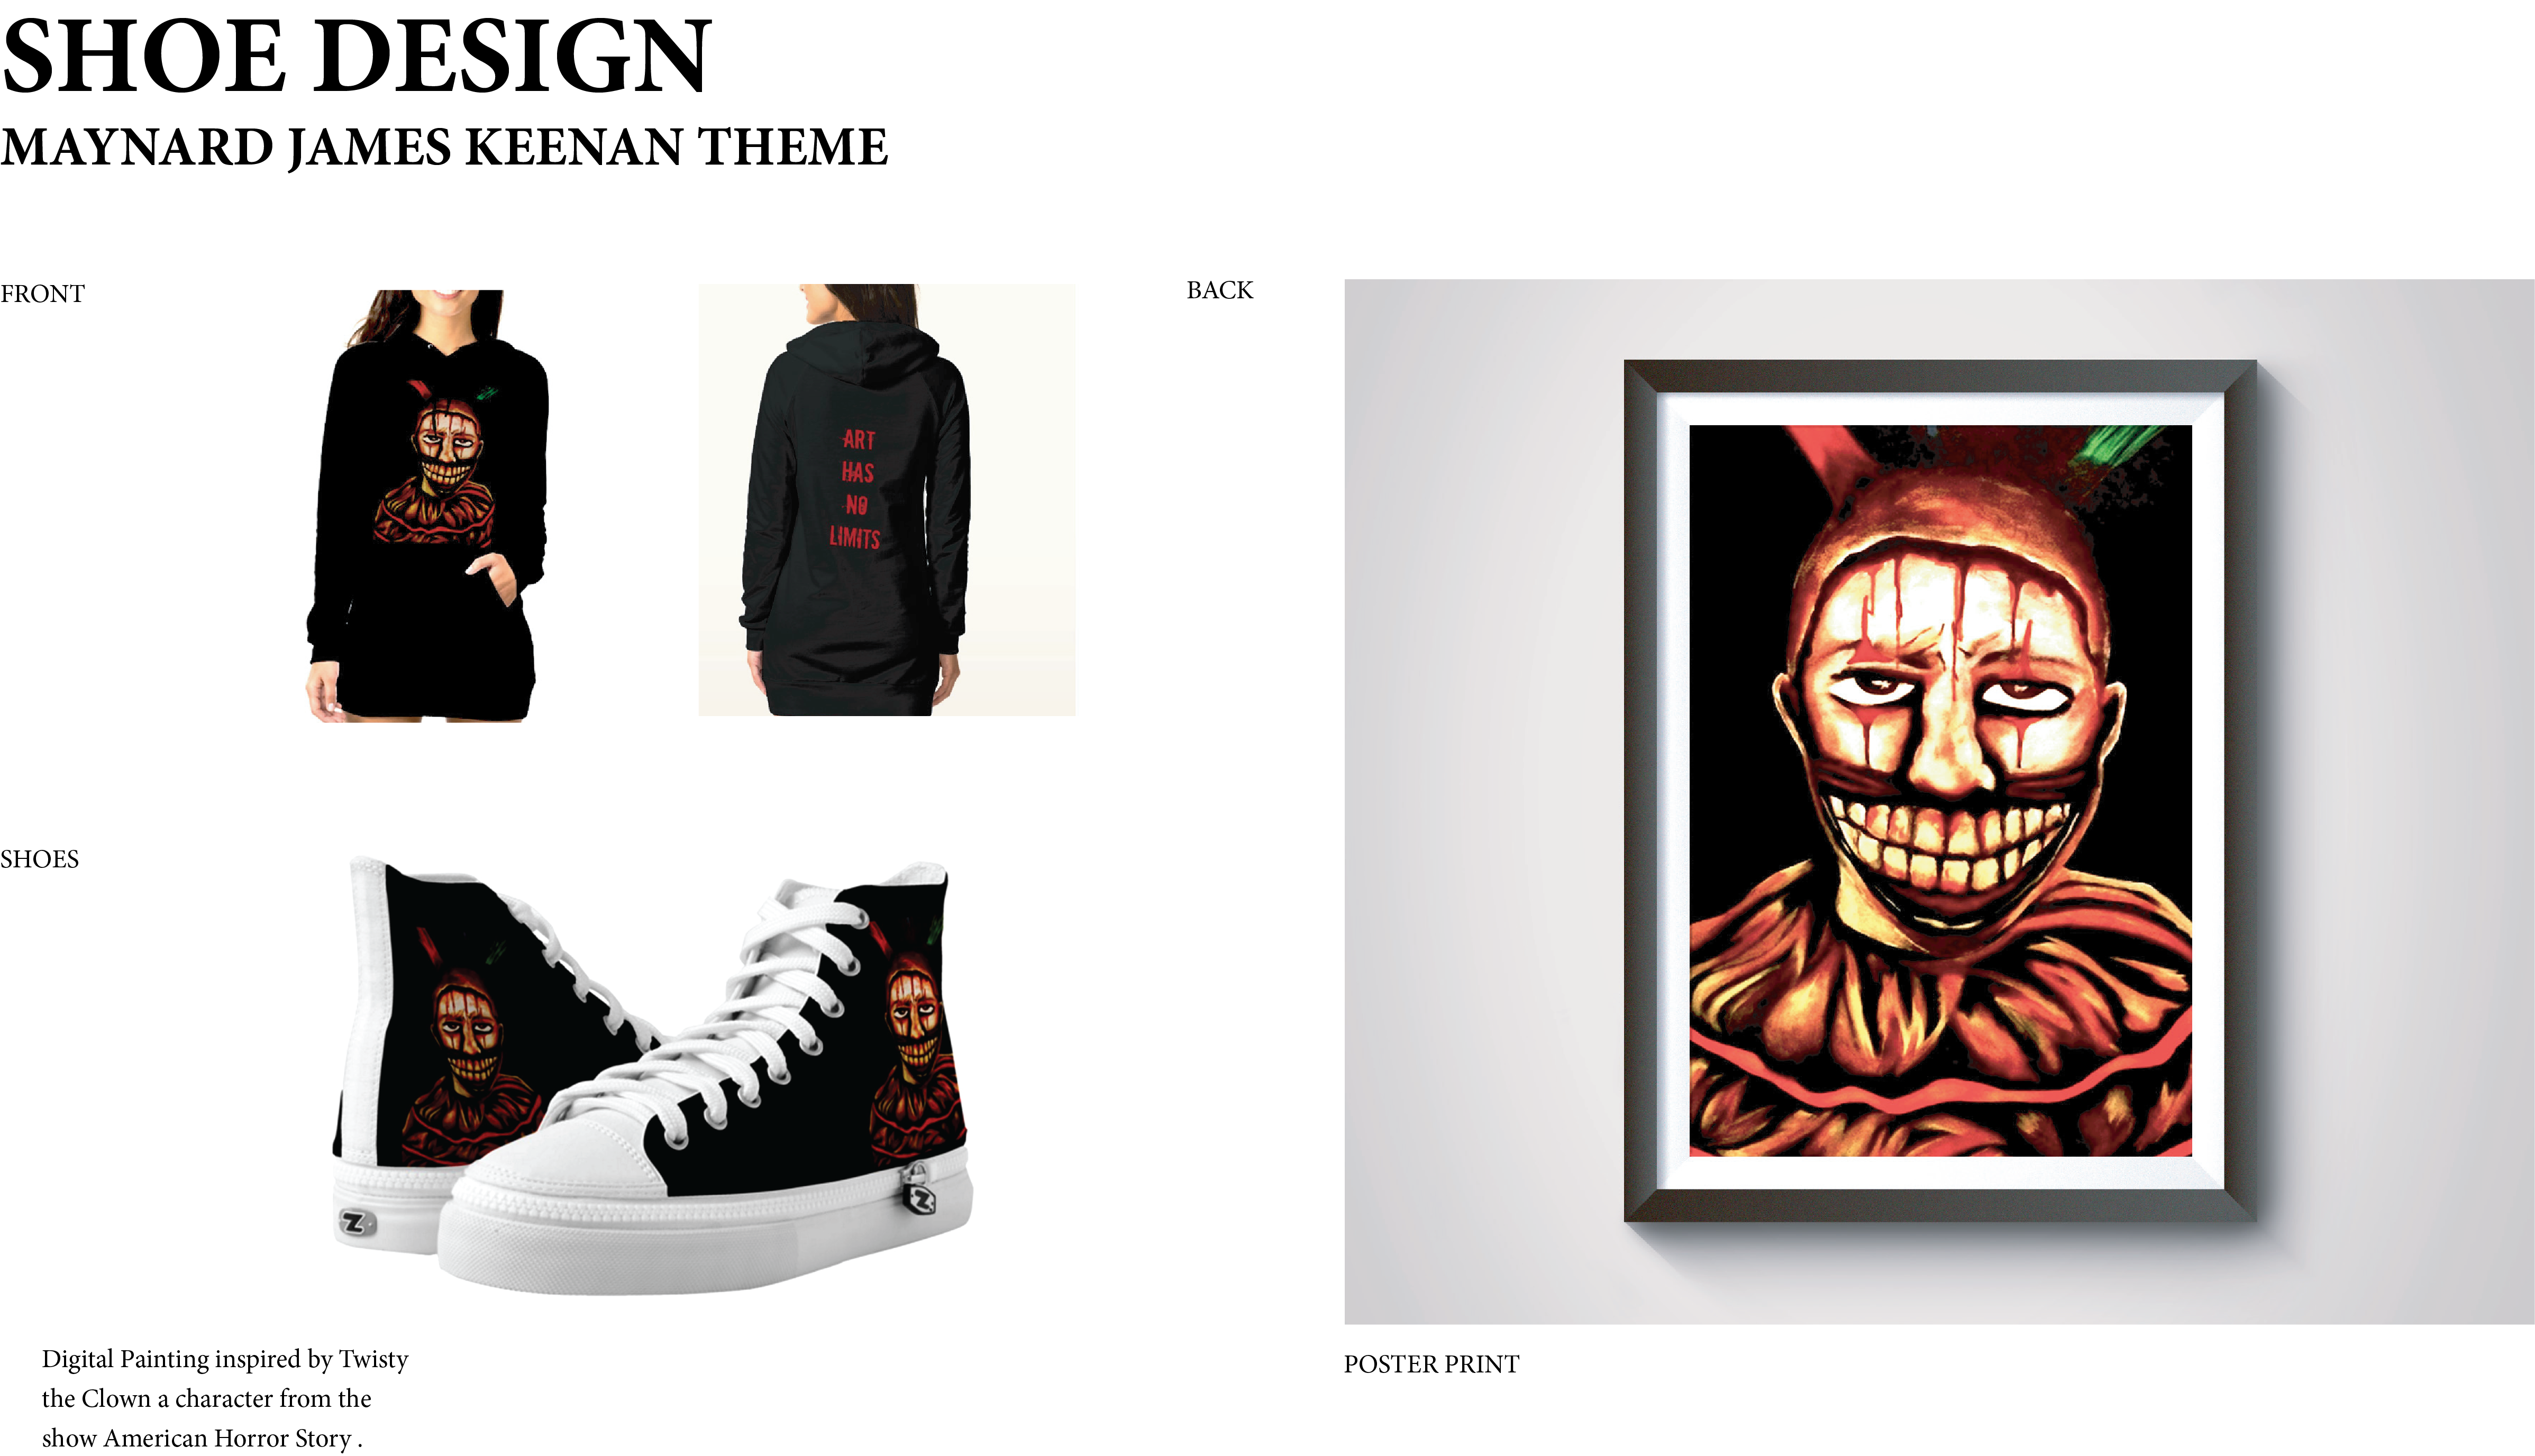 SHOE DESIGN
MAYNARD JAMES KEENAN THEME
FRONT
BACK
ART
HAS
NO
LIMITS
SHOES
Z
Z
Digital Painting inspired by Twisty
the Clown a character from the
show American Horror Story .
POSTER PRINT